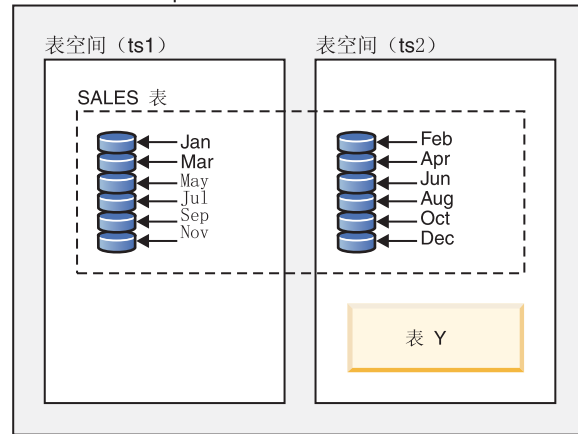 表空间（ts1）
表空间（ts2）
SALES 表
Jan
Mar
May
Jul
Sep
Nov
Feb
Apr
Jun
Aug
Oct
Dec
表 Y